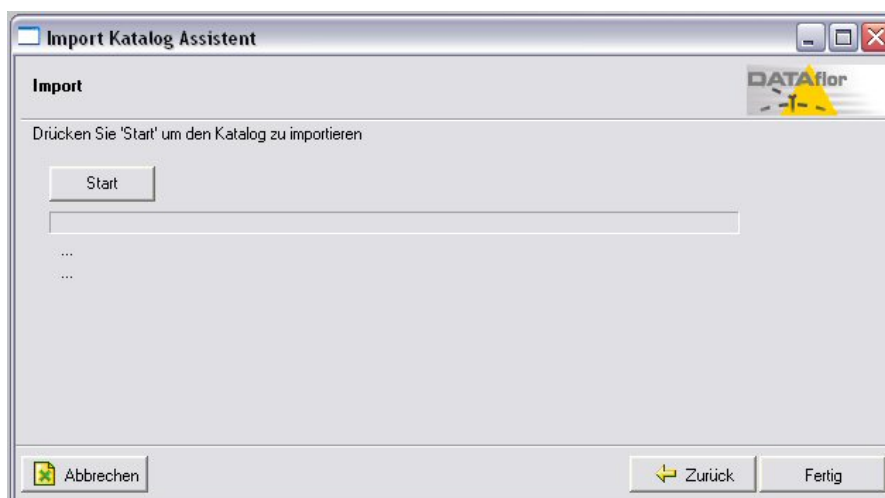 Import Katalog Assistent
Import
DATAflor
Drücken Sie 'Start' um den Katalog zu importieren
Start
...
...
Abbrechen
Zurück
Fertig